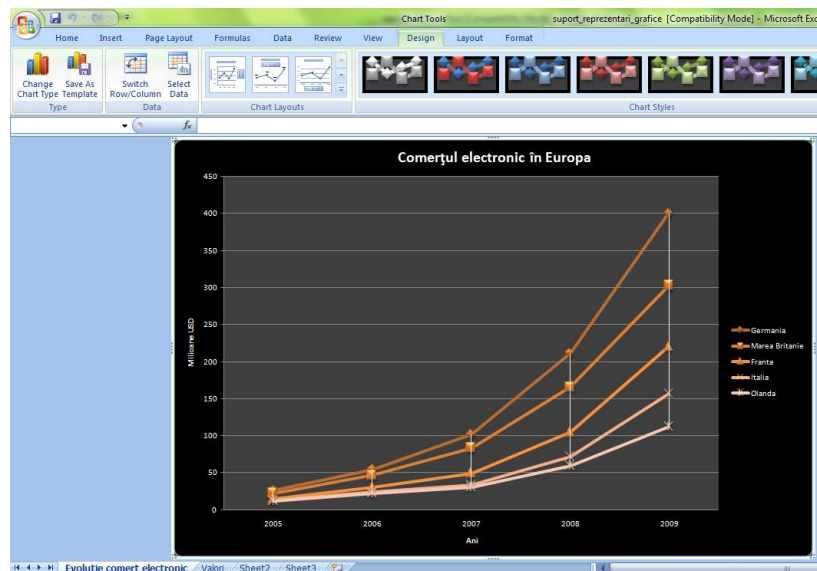 Chart Tools
suport_reprezentari_grafice [Compatibility Mode] - Microsoft Exc
Home Insert Page Layout Formulas Data Review View Design Layout Format
Change Chart Type
Save As Template
Switch Row/Column
Select Data
Type Data Chart Layouts Chart Styles
fx
Comerţul electronic în Europa
450
400
350
300
250
200
150
100
50
0
Milioane USD
2005 2006 2007 2008 2009
Ani
Germania
Marea Britanie
Franta
Italia
Olanda
Evolutie comert electronic Valori Sheet2 Sheet3